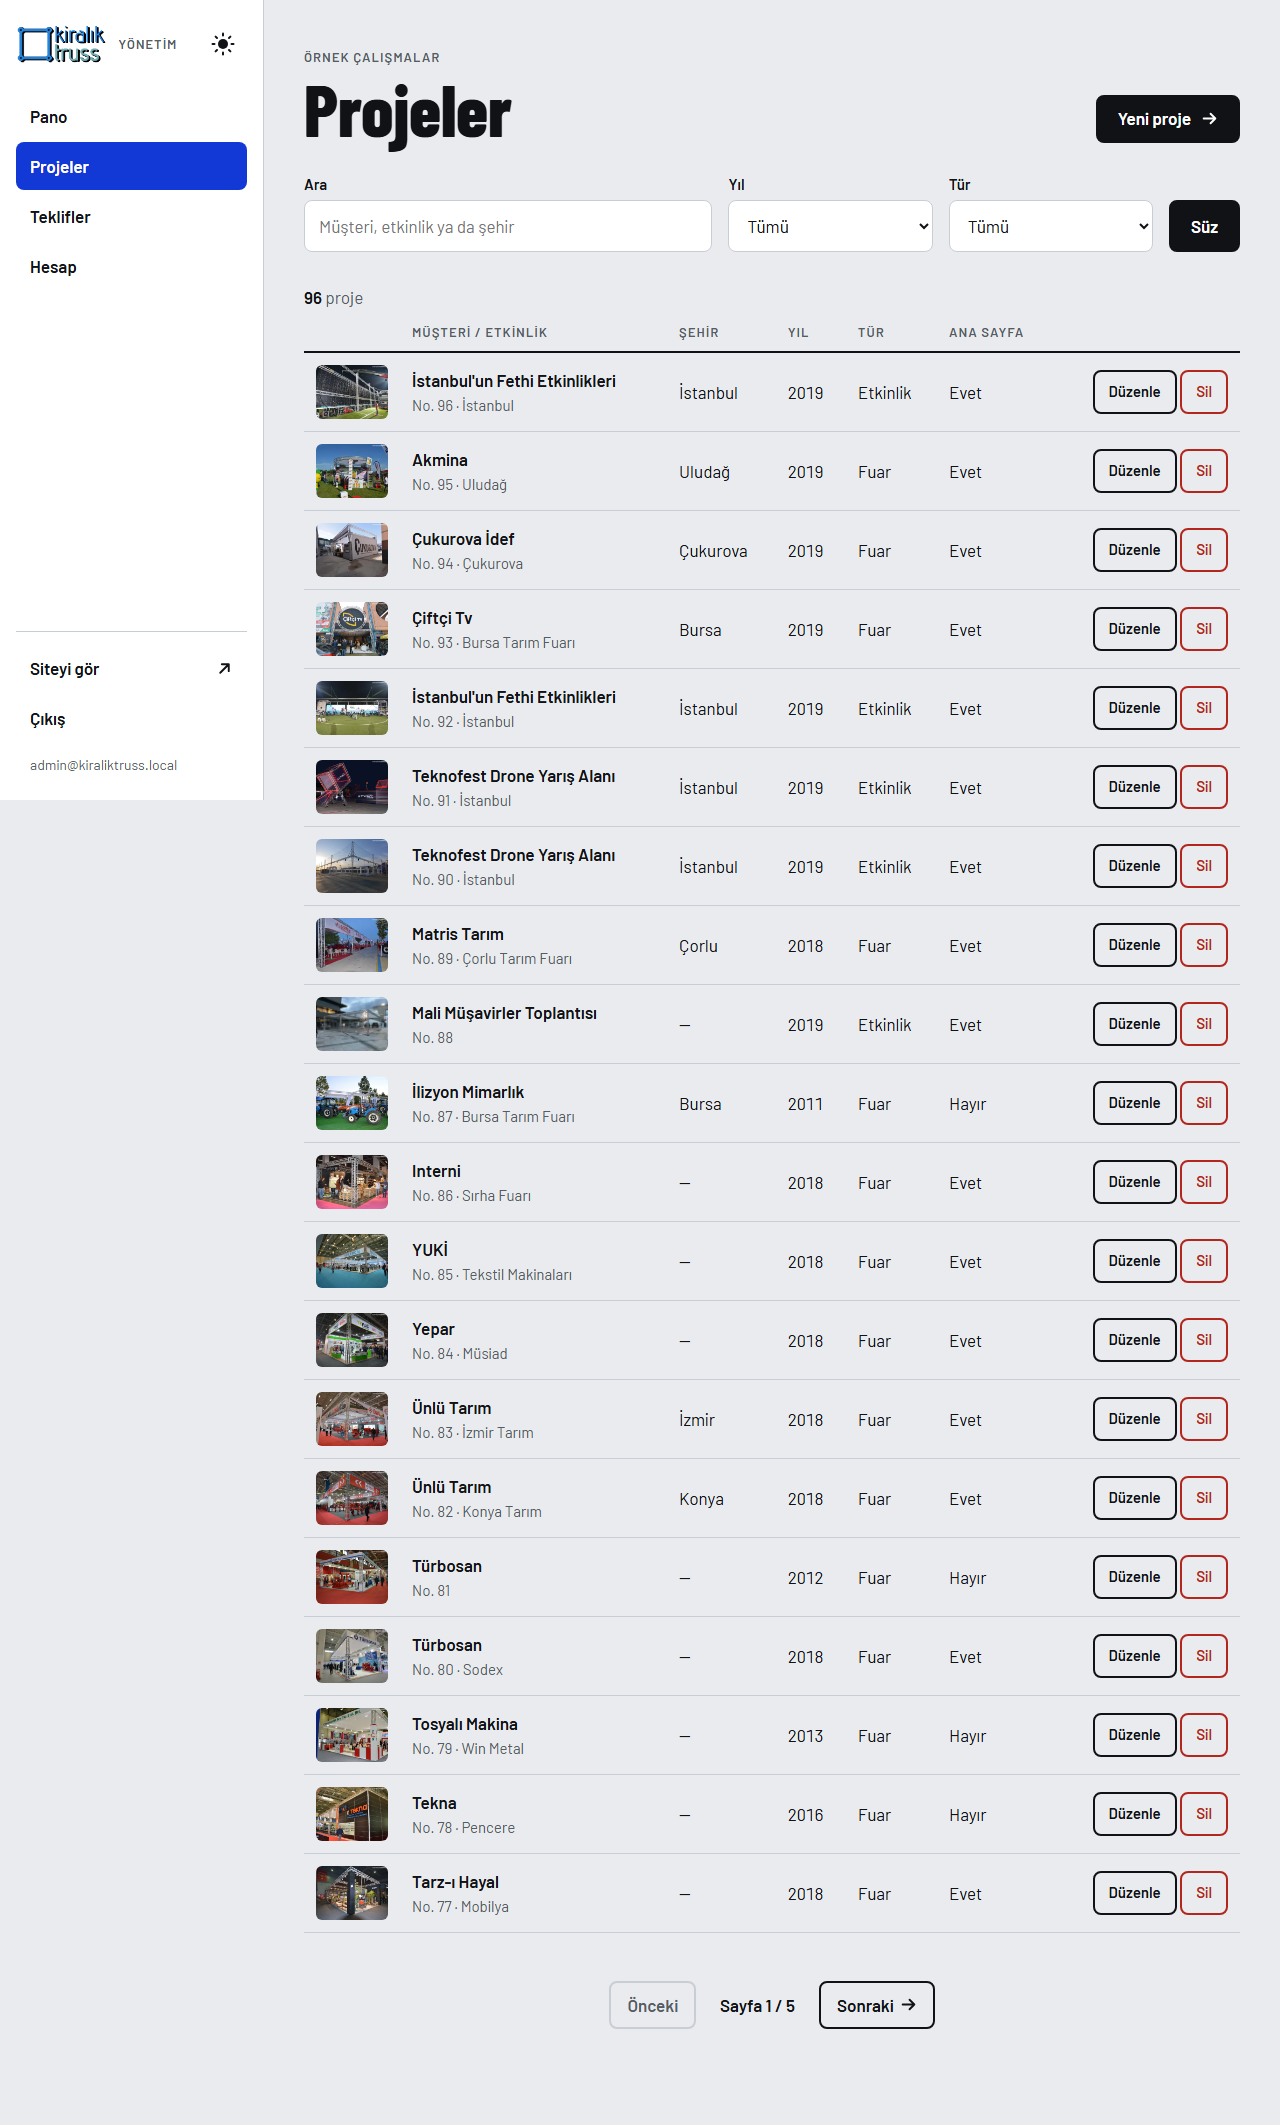 kiralık
truss
YÖNETİM
Pano
Projeler
Teklifler
Hesap
Siteyi gör
Çıkış
admin@kiraliktruss.local
ÖRNEK ÇALIŞMALAR
Projeler
Yeni proje
Ara
Yıl
Tür
Müşteri, etkinlik ya da şehir
Tümü
Tümü
Süz
96 proje
MÜŞTERİ / ETKİNLİK ŞEHİR YIL TÜR ANA SAYFA
İstanbul'un Fethi Etkinlikleri
No. 96 · İstanbul
İstanbul 2019 Etkinlik Evet Düzenle Sil
Akmina
No. 95 · Uludağ
Uludağ 2019 Fuar Evet Düzenle Sil
Çukurova İdef
No. 94 · Çukurova
Çukurova 2019 Fuar Evet Düzenle Sil
Çiftçi Tv
No. 93 · Bursa Tarım Fuarı
Bursa 2019 Fuar Evet Düzenle Sil
İstanbul'un Fethi Etkinlikleri
No. 92 · İstanbul
İstanbul 2019 Etkinlik Evet Düzenle Sil
Teknofest Drone Yarış Alanı
No. 91 · İstanbul
İstanbul 2019 Etkinlik Evet Düzenle Sil
Teknofest Drone Yarış Alanı
No. 90 · İstanbul
İstanbul 2019 Etkinlik Evet Düzenle Sil
Matris Tarım
No. 89 · Çorlu Tarım Fuarı
Çorlu 2018 Fuar Evet Düzenle Sil
Mali Müşavirler Toplantısı
No. 88
— 2019 Etkinlik Evet Düzenle Sil
İlizyon Mimarlık
No. 87 · Bursa Tarım Fuarı
Bursa 2011 Fuar Hayır Düzenle Sil
Interni
No. 86 · Sırha Fuarı
— 2018 Fuar Evet Düzenle Sil
YUKİ
No. 85 · Tekstil Makinaları
— 2018 Fuar Evet Düzenle Sil
Yepar
No. 84 · Müsiad
— 2018 Fuar Evet Düzenle Sil
Ünlü Tarım
No. 83 · İzmir Tarım
İzmir 2018 Fuar Evet Düzenle Sil
Ünlü Tarım
No. 82 · Konya Tarım
Konya 2018 Fuar Evet Düzenle Sil
Türbosan
No. 81
— 2012 Fuar Hayır Düzenle Sil
Türbosan
No. 80 · Sodex
— 2018 Fuar Evet Düzenle Sil
Tosyalı Makina
No. 79 · Win Metal
— 2013 Fuar Hayır Düzenle Sil
Tekna
No. 78 · Pencere
— 2016 Fuar Hayır Düzenle Sil
Tarz-ı Hayal
No. 77 · Mobilya
— 2018 Fuar Evet Düzenle Sil
Önceki
Sayfa 1 / 5
Sonraki